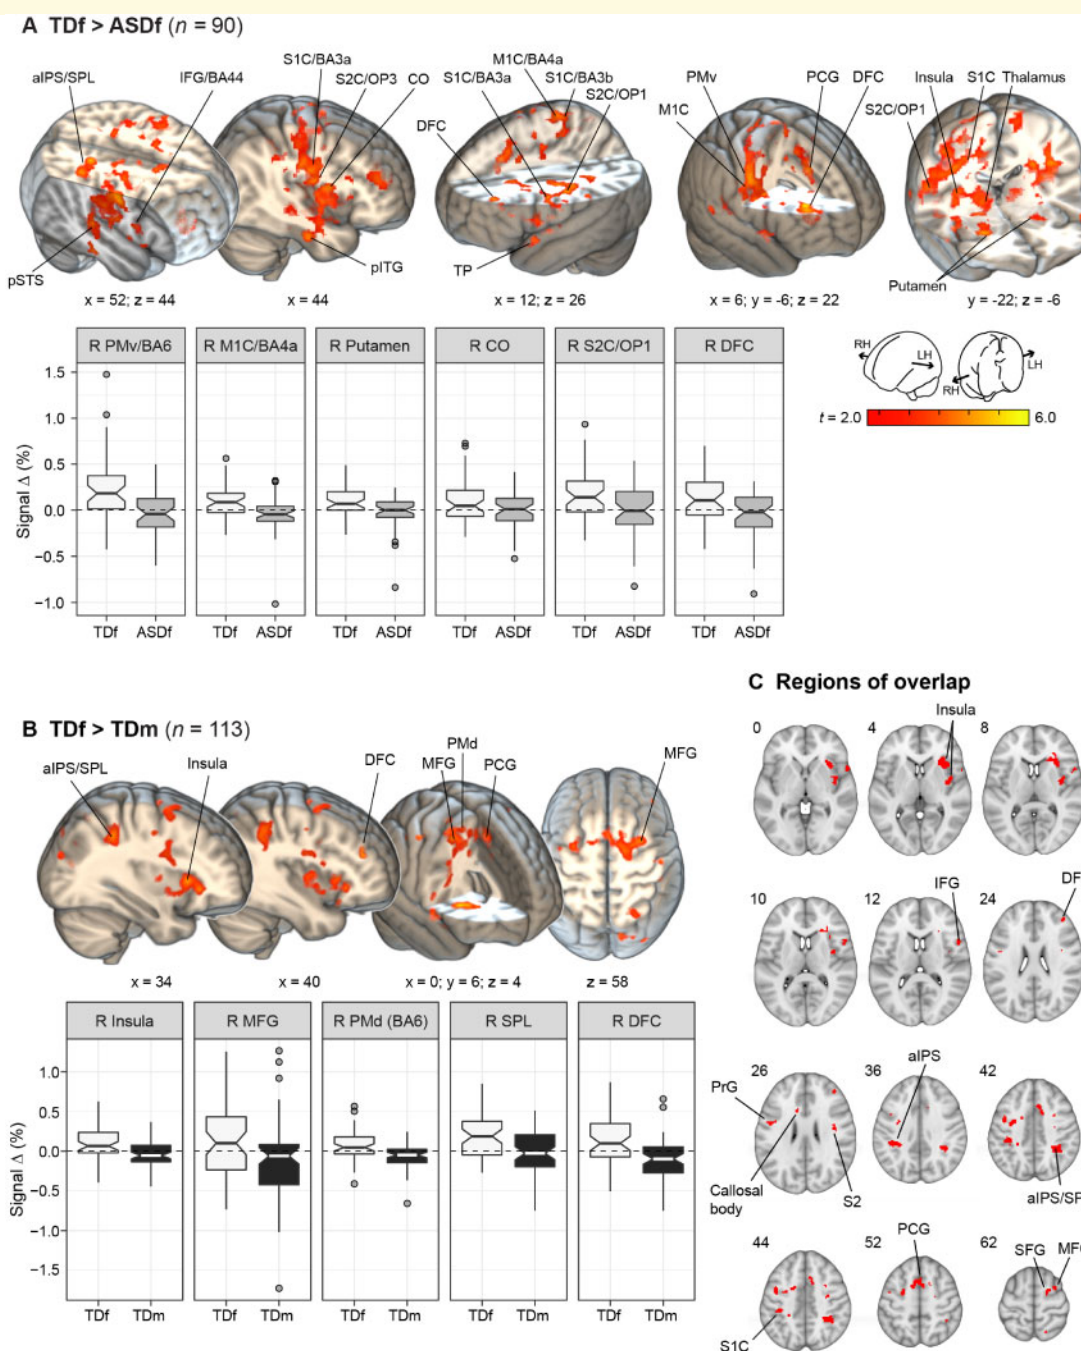 A TDf > ASDf (n = 90)
aIPS/SPL
IFG/BA44
pSTS
x = 52; z = 44
S1C/BA3a
S2C/OP3
CO
pITG
x = 44
M1C/BA4a
S1C/BA3a
S1C/BA3b
S2C/OP1
DFC
TP
x = 12; z = 26
PMv
PCG
DFC
M1C
x = 6; y = -6; z = 22
Insula
S1C
Thalamus
S2C/OP1
Putamen
y = -22; z = -6
R PMv/BA6
R M1C/BA4a
R Putamen
R CO
R S2C/OP1
R DFC
Signal Δ (%)
1.5
1.0
0.5
0.0
−0.5
−1.0
TDf ASDf
TDf ASDf
TDf ASDf
TDf ASDf
TDf ASDf
TDf ASDf
RH
LH
RH
LH
t = 2.0
6.0
B TDf > TDm (n = 113)
aIPS/SPL
Insula
x = 34
DFC
x = 40
PMd
MFG
PCG
x = 0; y = 6; z = 4
MFG
z = 58
R Insula
R MFG
R PMd (BA6)
R SPL
R DFC
Signal Δ (%)
1.0
0.5
0.0
−0.5
−1.0
−1.5
TDf TDm
TDf TDm
TDf TDm
TDf TDm
TDf TDm
C Regions of overlap
0
4
Insula
8
10
12
IFG
24
26
PrG
Callosal
body
S2
36
aIPS
42
44
S1C
52
PCG
62
SFG